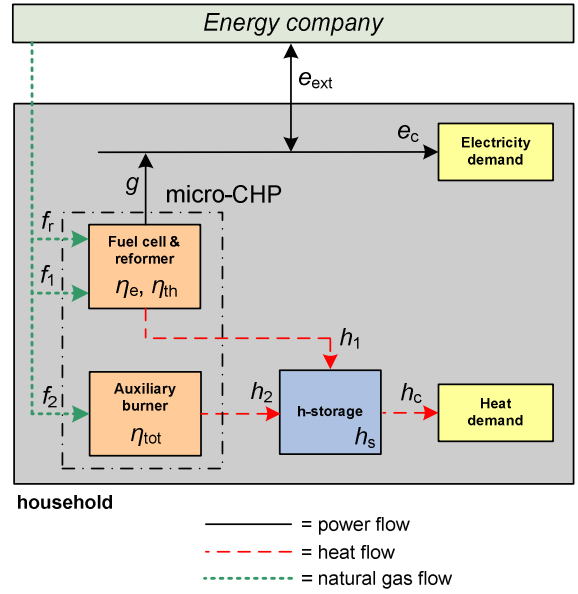 Energy company
e_ext
e_c
Electricity
demand
g
micro-CHP
f_r
Fuel cell &
reformer
f_1
η_e, η_th
h_1
f_2
Auxiliary
burner
h_2
h_c
h-storage
Heat
demand
η_tot
h_s
household
= power flow
= heat flow
= natural gas flow